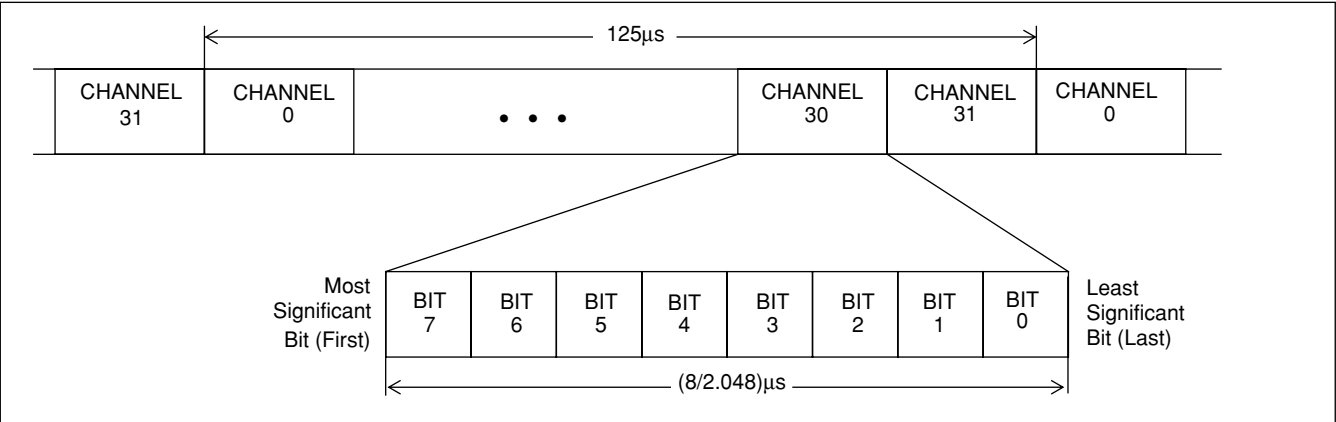 125μs
CHANNEL
31
CHANNEL
0
• • •
CHANNEL
30
CHANNEL
31
CHANNEL
0
Most
Significant
Bit (First)
BIT
7
BIT
6
BIT
5
BIT
4
BIT
3
BIT
2
BIT
1
BIT
0
Least
Significant
Bit (Last)
(8/2.048)μs